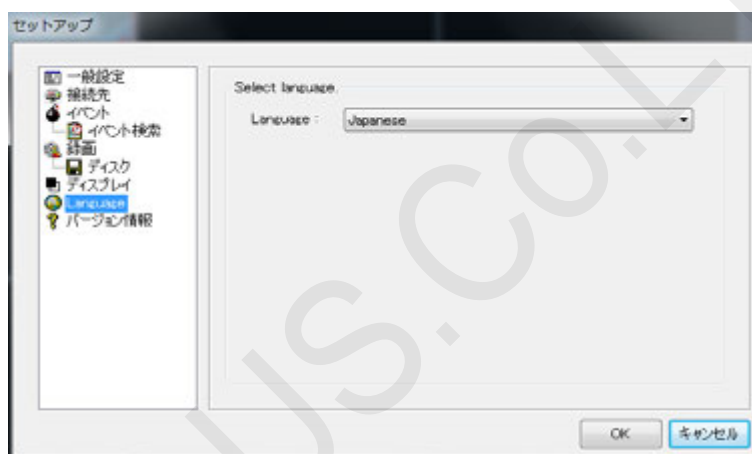 セットアップ
一般設定
接続先
イベント
イベント検索
録画
ディスク
ディスプレイ
Language
バージョン情報
Select language.
Language :
Japanese
OK
キャンセル
US.Co.L